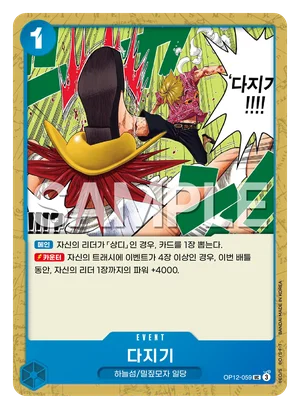 1
'다지기
!!!!
SAMPLE
메인 자신의 리더가 「상디」인 경우, 카드를 1장 뽑는다.
카운터 자신의 트래시에 이벤트가 4장 이상인 경우, 이번 배틀
동안, 자신의 리더 1장까지의 파워 +4000.
EVENT
다지기
하늘섬/밀짚모자 일당
OP12-059 UC 3